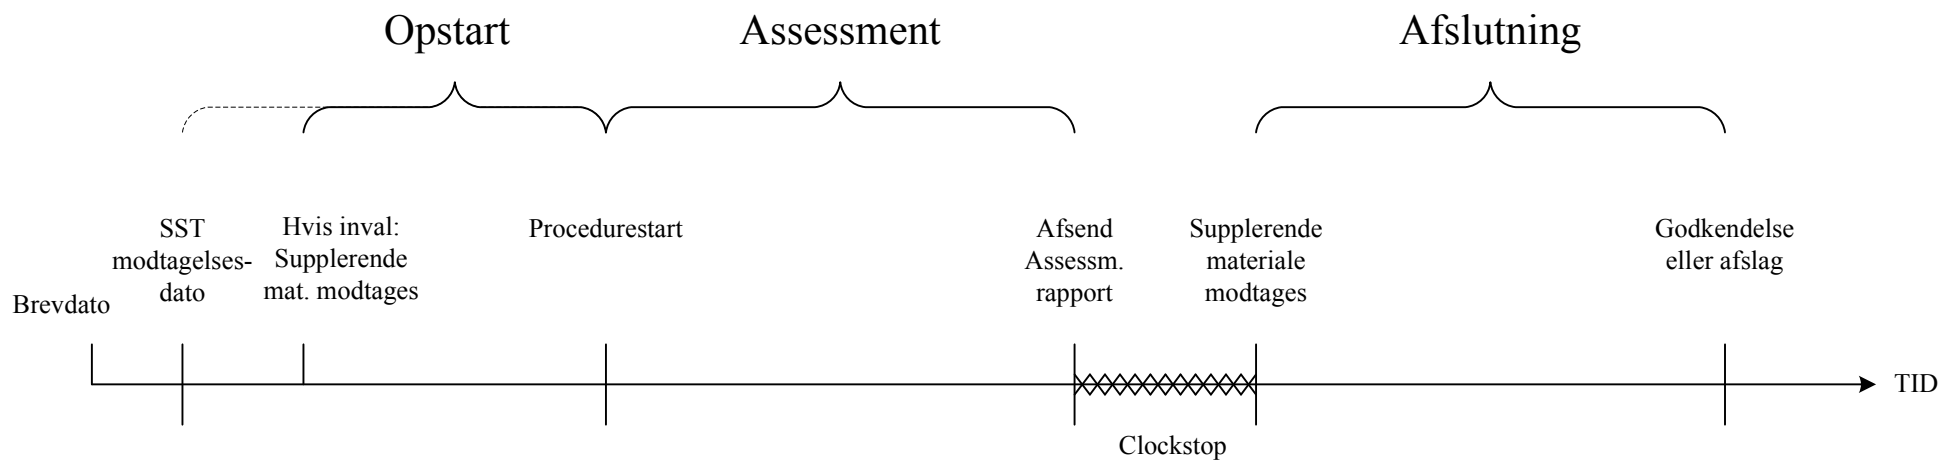 Opstart
Assessment
Afslutning
Brevdato
SST
modtagelses-
dato
Hvis inval:
Supplerende
mat. modtages
Procedurestart
Afsend
Assessm.
rapport
Supplerende
materiale
modtages
Godkendelse
eller afslag
TID
Clockstop